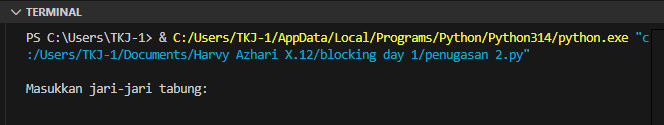 TERMINAL
PS C:\Users\TKJ-1> & C:/Users/TKJ-1/AppData/Local/Programs/Python/Python314/python.exe "c
:/Users/TKJ-1/Documents/Harvy Azhari X.12/blocking day 1/penugasan 2.py"
Masukkan jari-jari tabung: